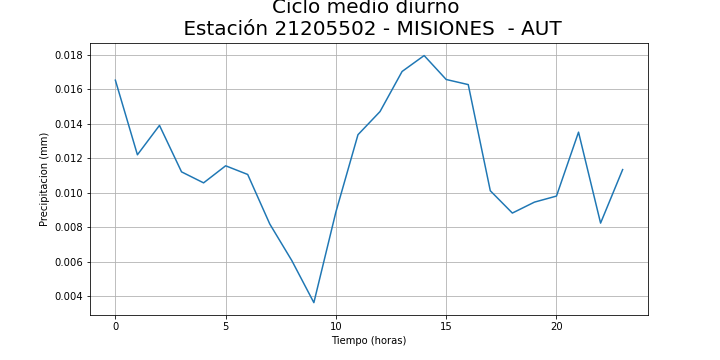 Ciclo medio diurno
Estación 21205502 - MISIONES - AUT
0.018
0.016
0.014
0.012
0.010
0.008
0.006
0.004
Precipitacion (mm)
0 5 10 15 20
Tiempo (horas)